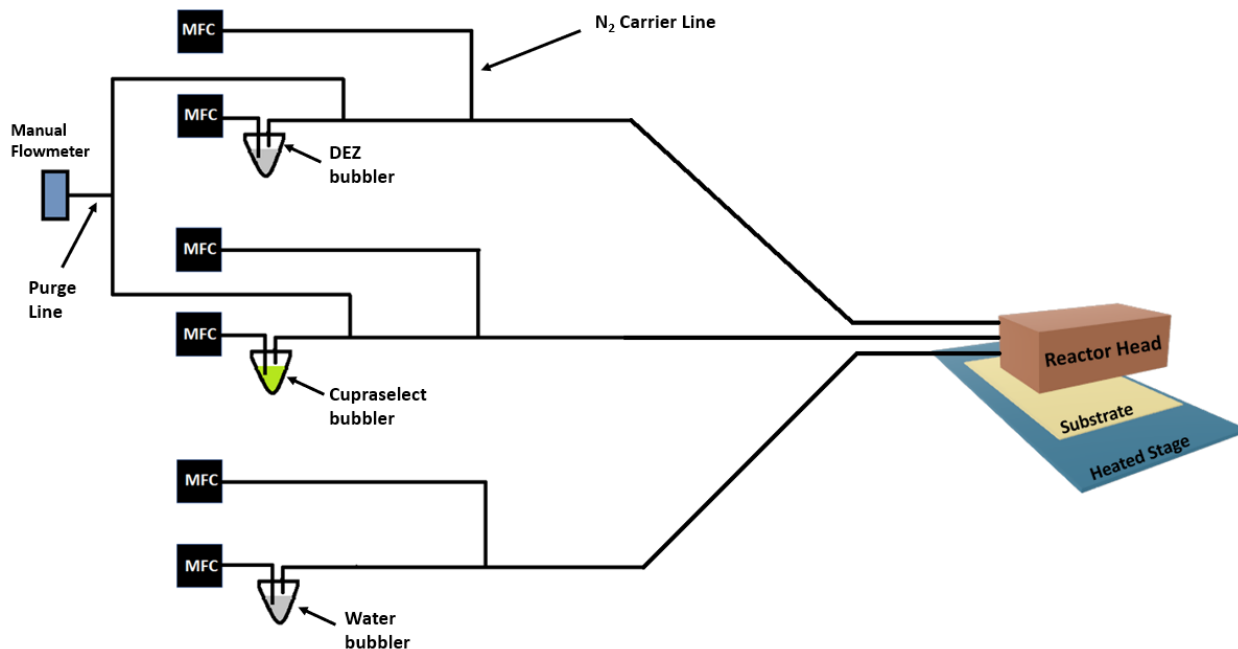 MFC
N₂ Carrier Line
MFC
Manual
Flowmeter
DEZ
bubbler
MFC
Purge
Line
MFC
Cupraselect
bubbler
Reactor Head
Substrate
Heated Stage
MFC
MFC
Water
bubbler